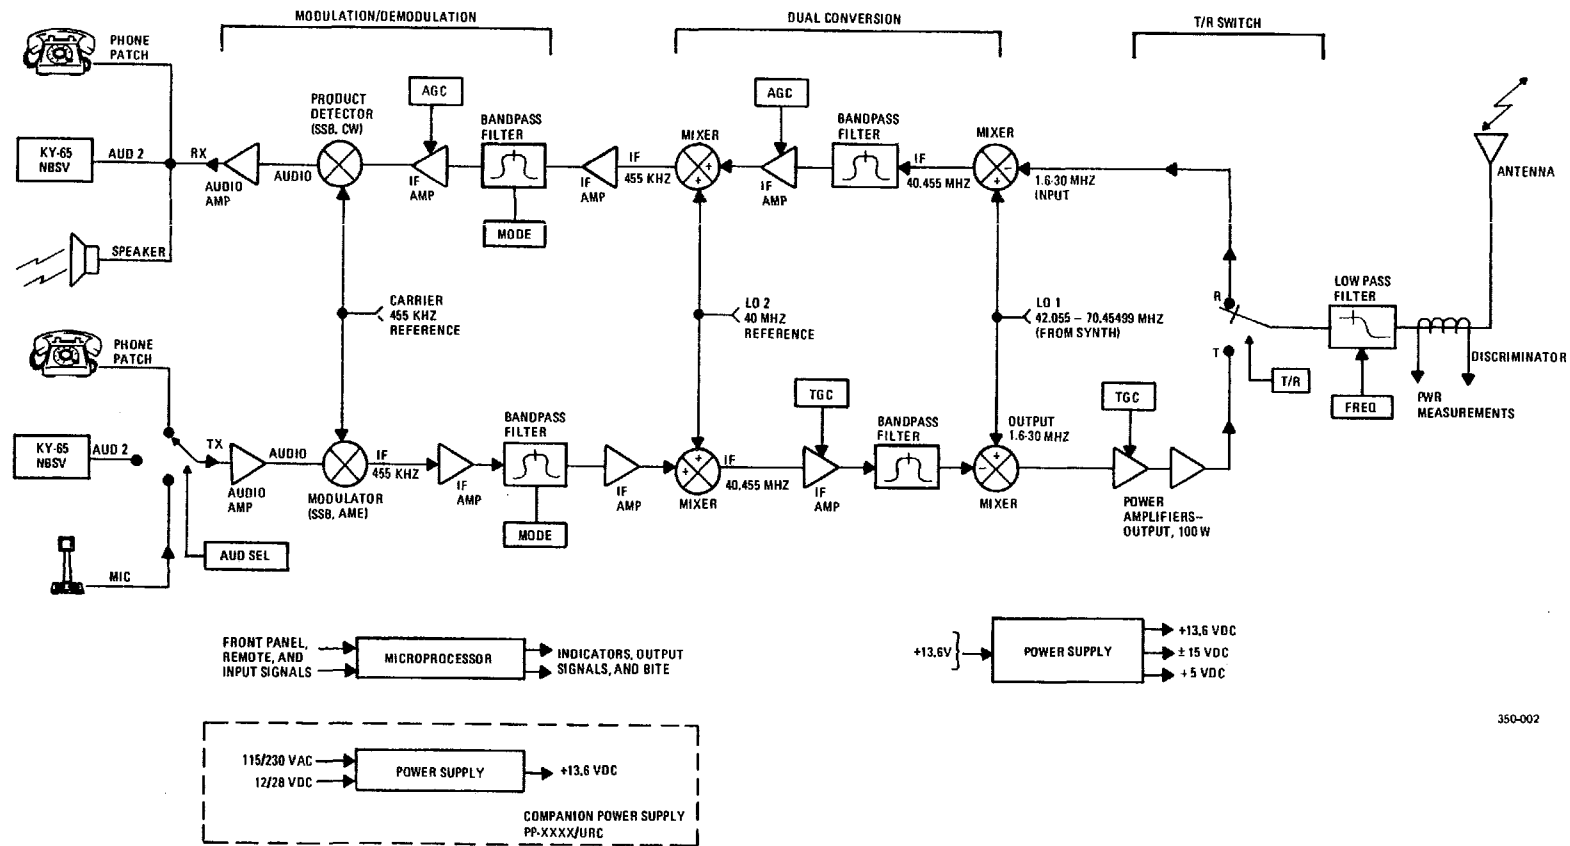 MODULATION/DEMODULATION
DUAL CONVERSION
T/R SWITCH
PHONE
PATCH
KY-65
NBSV
AUD 2
SPEAKER
RX
AUDIO
AMP
AUDIO
PRODUCT
DETECTOR
(SSB, CW)
AGC
IF
AMP
BANDPASS
FILTER
MODE
IF
AMP
IF
455 KHZ
MIXER
AGC
IF
AMP
BANDPASS
FILTER
IF
40.455 MHZ
MIXER
1.6-30 MHZ
INPUT
ANTENNA
CARRIER
455 KHZ
REFERENCE
LO 2
40 MHZ
REFERENCE
LO 1
42.055 – 70.45499 MHZ
(FROM SYNTH)
R
T
T/R
LOW PASS
FILTER
FREQ
DISCRIMINATOR
PWR
MEASUREMENTS
PHONE
PATCH
KY-65
NBSV
AUD 2
MIC
AUD SEL
TX
AUDIO
AMP
AUDIO
MODULATOR
(SSB, AME)
IF
455 KHZ
IF
AMP
BANDPASS
FILTER
MODE
IF
AMP
MIXER
IF
40.455 MHZ
TGC
IF
AMP
BANDPASS
FILTER
OUTPUT
1.6-30 MHZ
MIXER
TGC
POWER
AMPLIFIERS–
OUTPUT, 100W
FRONT PANEL,
REMOTE, AND
INPUT SIGNALS
MICROPROCESSOR
INDICATORS, OUTPUT
SIGNALS, AND BITE
+13.6V
POWER SUPPLY
+13.6 VDC
± 15 VDC
+5 VDC
350-002
115/230 VAC
12/28 VDC
POWER SUPPLY
+13.6 VDC
COMPANION POWER SUPPLY
PP-XXXX/URC